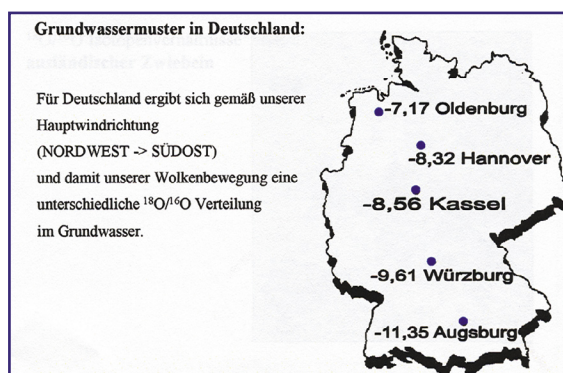 Grundwassermuster in Deutschland:
Für Deutschland ergibt sich gemäß unserer
Hauptwindrichtung
(NORDWEST -> SÜDOST)
und damit unserer Wolkenbewegung eine
unterschiedliche ¹⁸O/¹⁶O Verteilung
im Grundwasser.
-7,17 Oldenburg
-8,32 Hannover
-8,56 Kassel
-9,61 Würzburg
-11,35 Augsburg